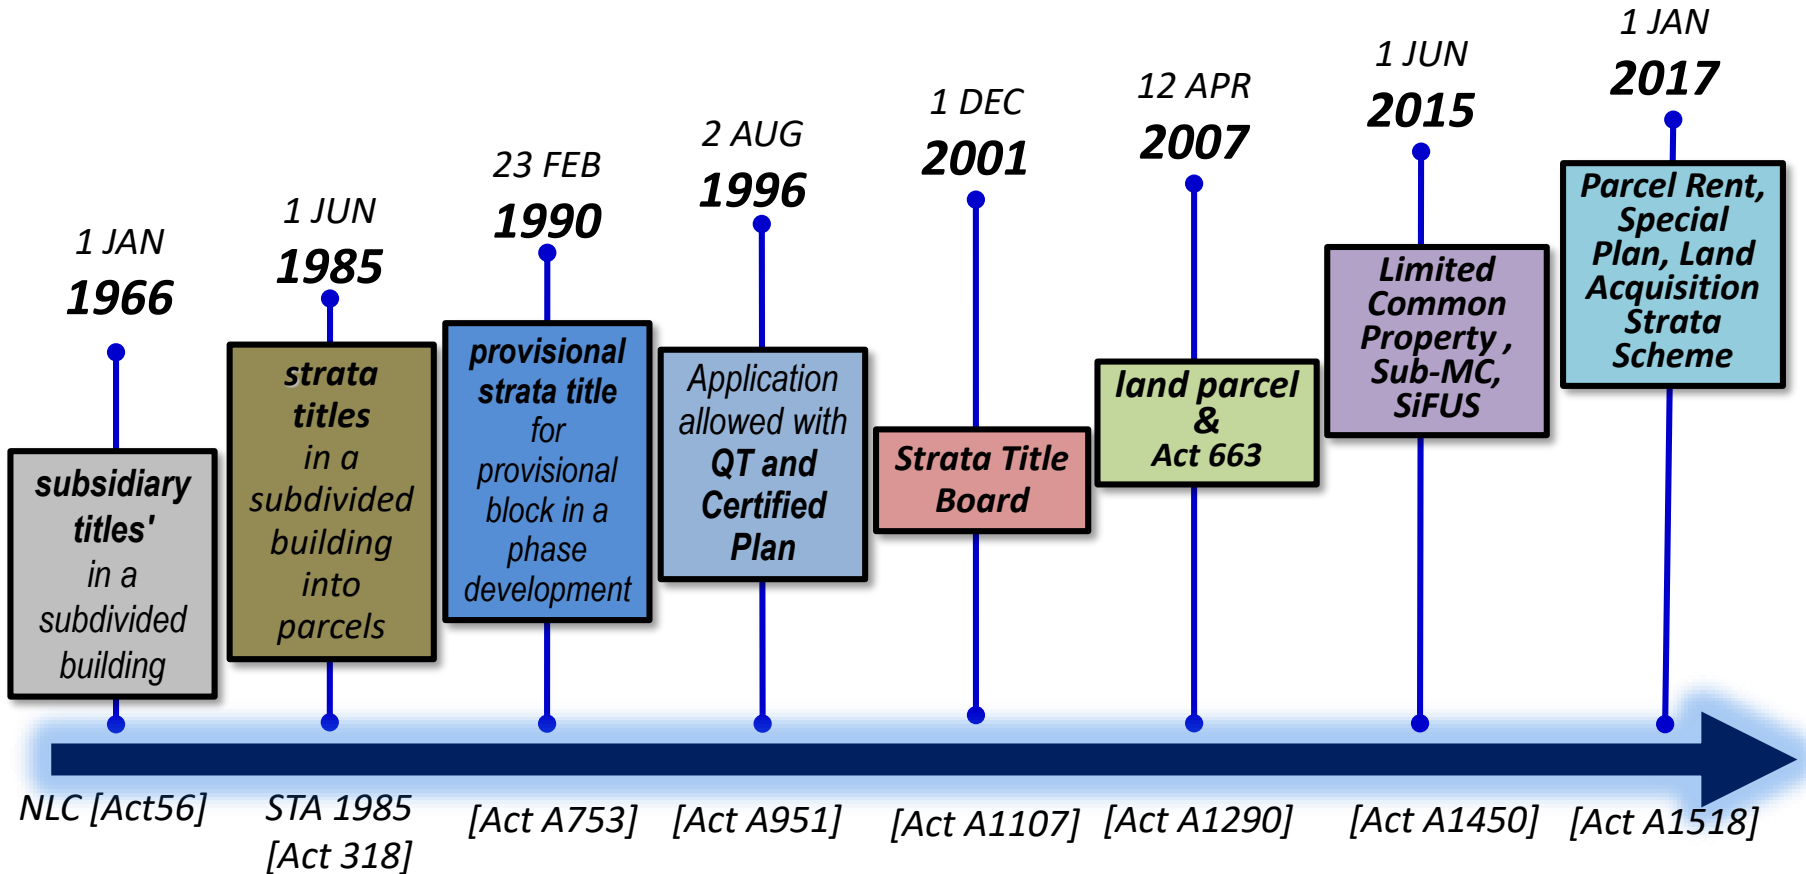 1 JAN
1966
subsidiary
titles'
in a
subdivided
building
NLC [Act56]
1 JUN
1985
strata
titles
in a
subdivided
building
into
parcels
STA 1985
[Act 318]
23 FEB
1990
provisional
strata title
for
provisional
block in a
phase
development
[Act A753]
2 AUG
1996
Application
allowed with
QT and
Certified
Plan
[Act A951]
1 DEC
2001
Strata Title
Board
[Act A1107]
12 APR
2007
land parcel
&
Act 663
[Act A1290]
1 JUN
2015
Limited
Common
Property ,
Sub-MC,
SiFUS
[Act A1450]
1 JAN
2017
Parcel Rent,
Special
Plan, Land
Acquisition
Strata
Scheme
[Act A1518]